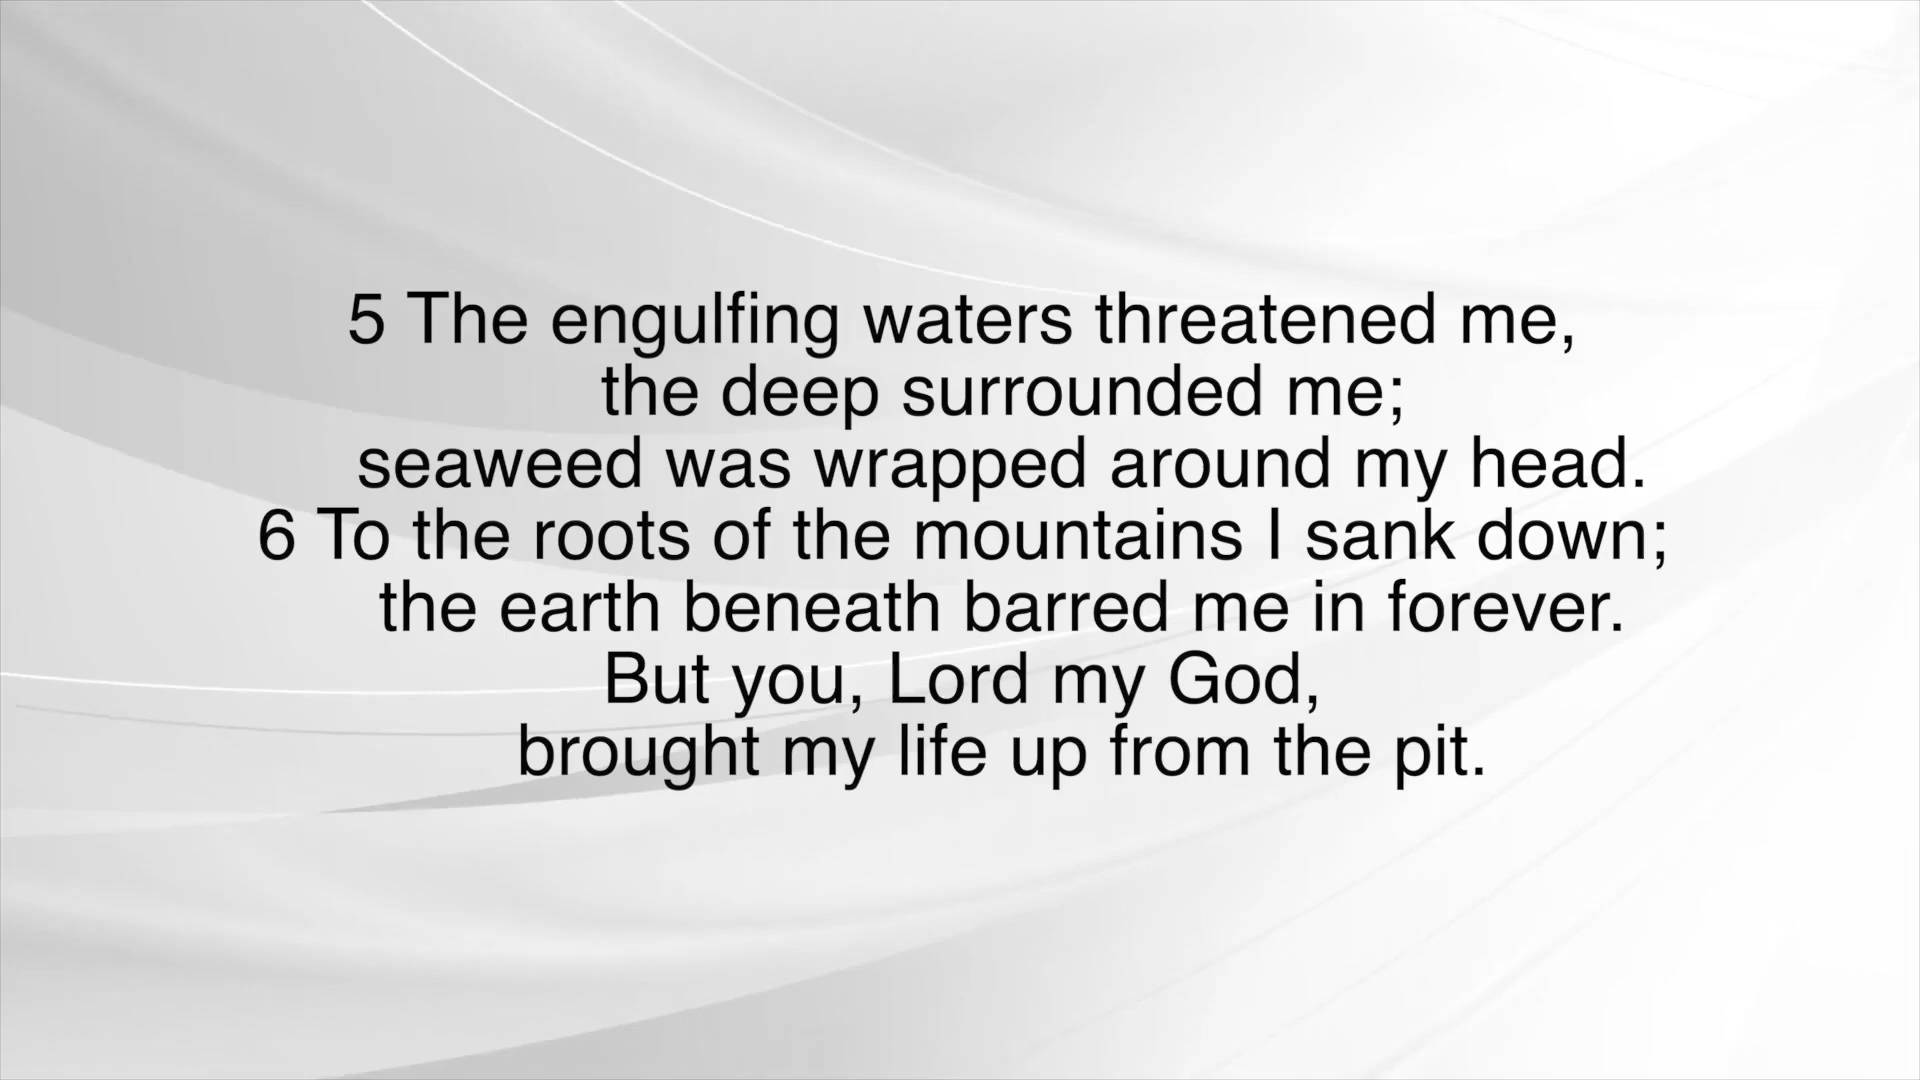 5 The engulfing waters threatened me,
the deep surrounded me;
seaweed was wrapped around my head.
6 To the roots of the mountains I sank down;
the earth beneath barred me in forever.
But you, Lord my God,
brought my life up from the pit.